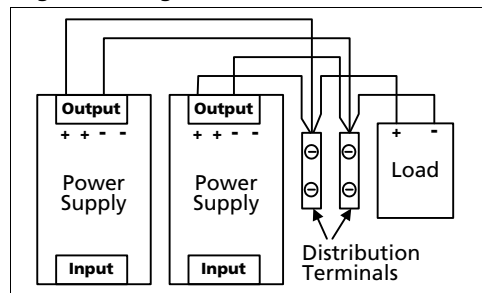 Output
+ + - -
Power
Supply
Input
Output
+ + - -
Power
Supply
Input
+ -
Load
Distribution
Terminals